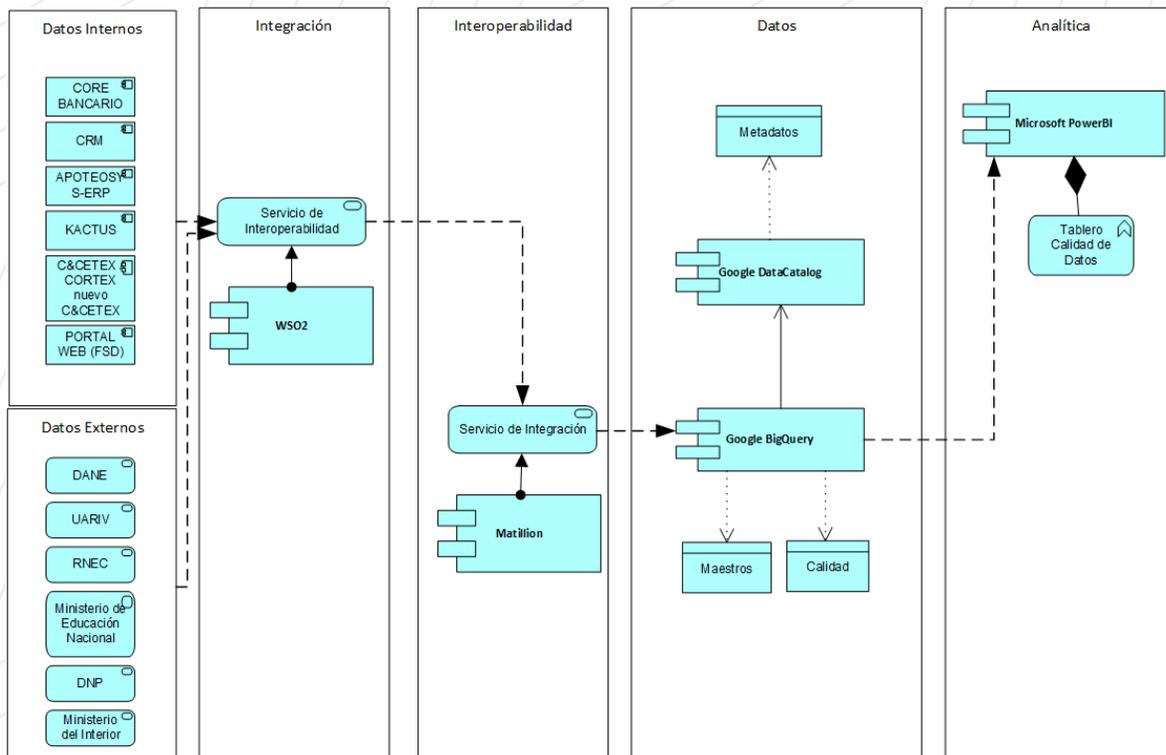 Datos Internos
CORE
BANCARIO
CRM
APOTEOSY
S-ERP
KACTUS
C&CETEX /
CORTEX
nuevo
C&CETEX
PORTAL
WEB (FSD)
Datos Externos
DANE
UARIV
RNEC
Ministerio de
Educación
Nacional
DNP
Ministerio
del Interior
Integración
Servicio de
Interoperabilidad
WSO2
Interoperabilidad
Servicio de Integración
Matillion
Datos
Metadatos
Google DataCatalog
Google BigQuery
Maestros
Calidad
Analítica
Microsoft PowerBI
Tablero
Calidad de
Datos